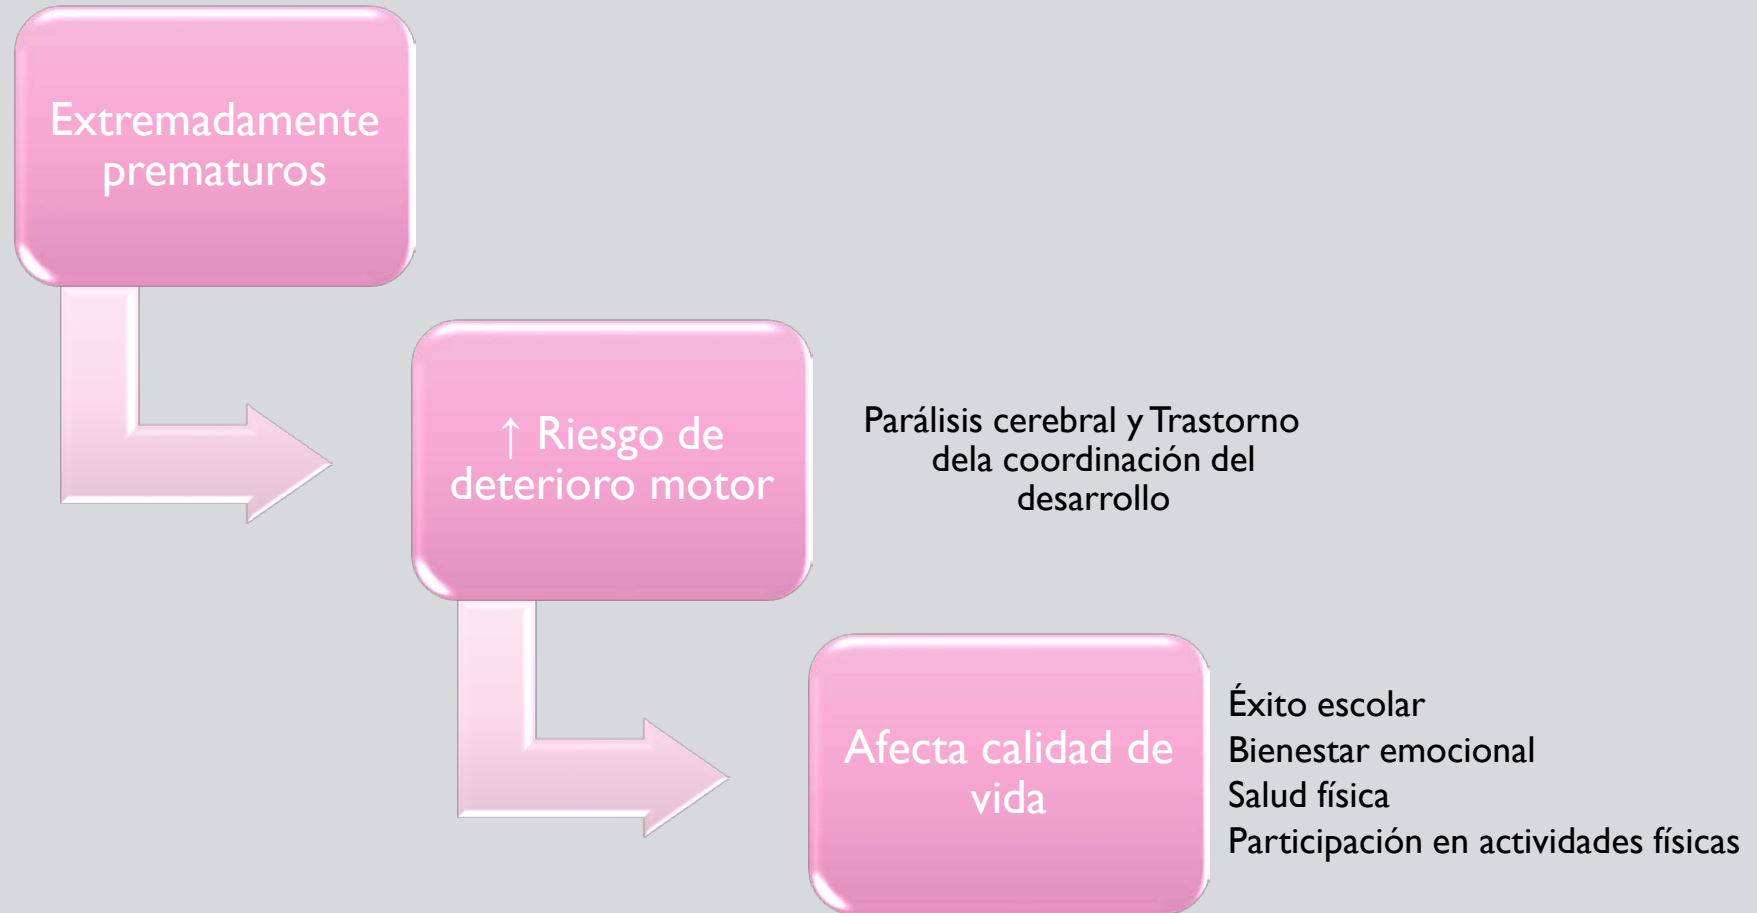 Extremadamente
prematuros
↑ Riesgo de
deterioro motor
Parálisis cerebral y Trastorno
dela coordinación del
desarrollo
Afecta calidad de
vida
Éxito escolar
Bienestar emocional
Salud física
Participación en actividades físicas